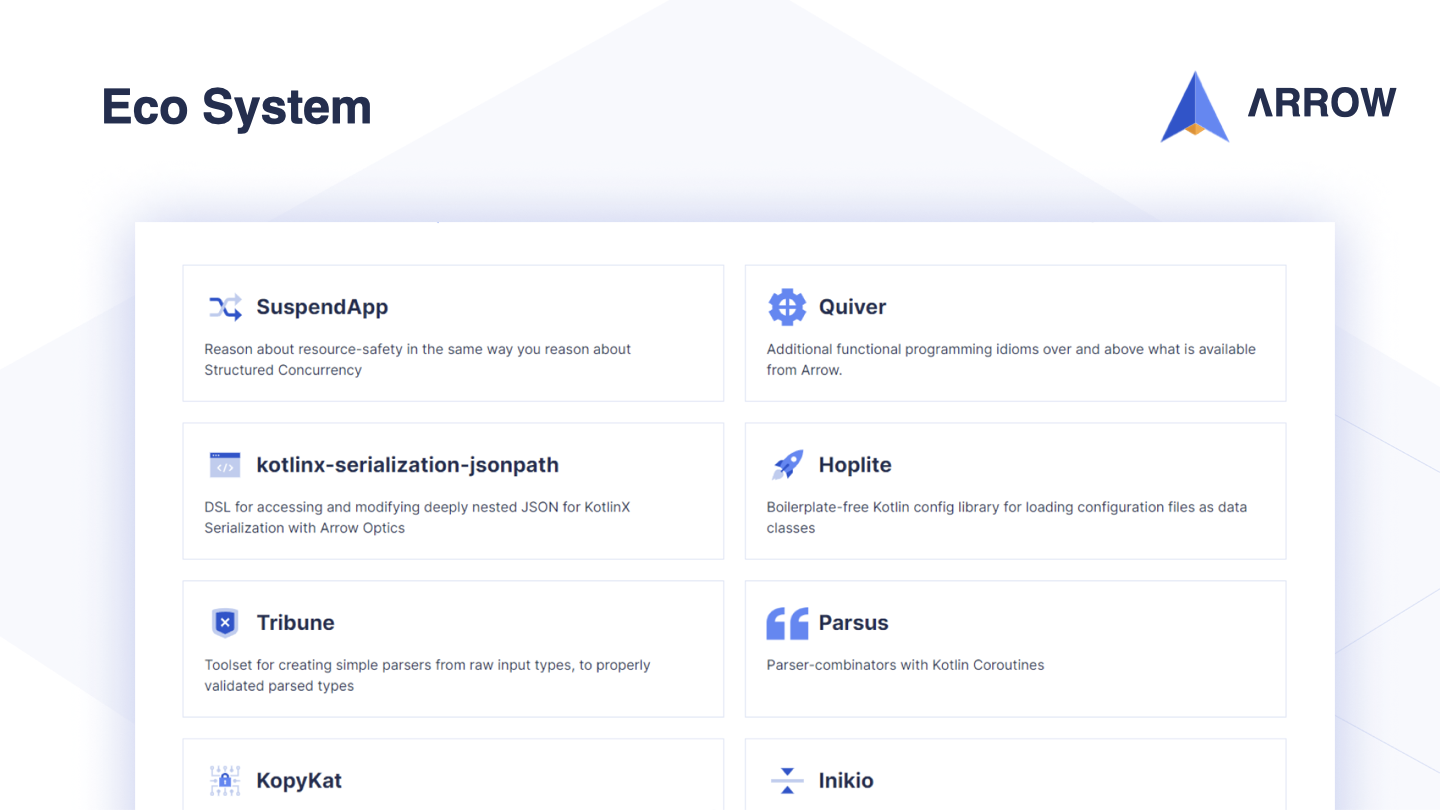 Eco System
ARROW
SuspendApp
Reason about resource-safety in the same way you reason about
Structured Concurrency
Quiver
Additional functional programming idioms over and above what is available
from Arrow.
kotlinx-serialization-jsonpath
DSL for accessing and modifying deeply nested JSON for KotlinX
Serialization with Arrow Optics
Hoplite
Boilerplate-free Kotlin config library for loading configuration files as data
classes
Tribune
Toolset for creating simple parsers from raw input types, to properly
validated parsed types
Parsus
Parser-combinators with Kotlin Coroutines
KopyKat
Inikio